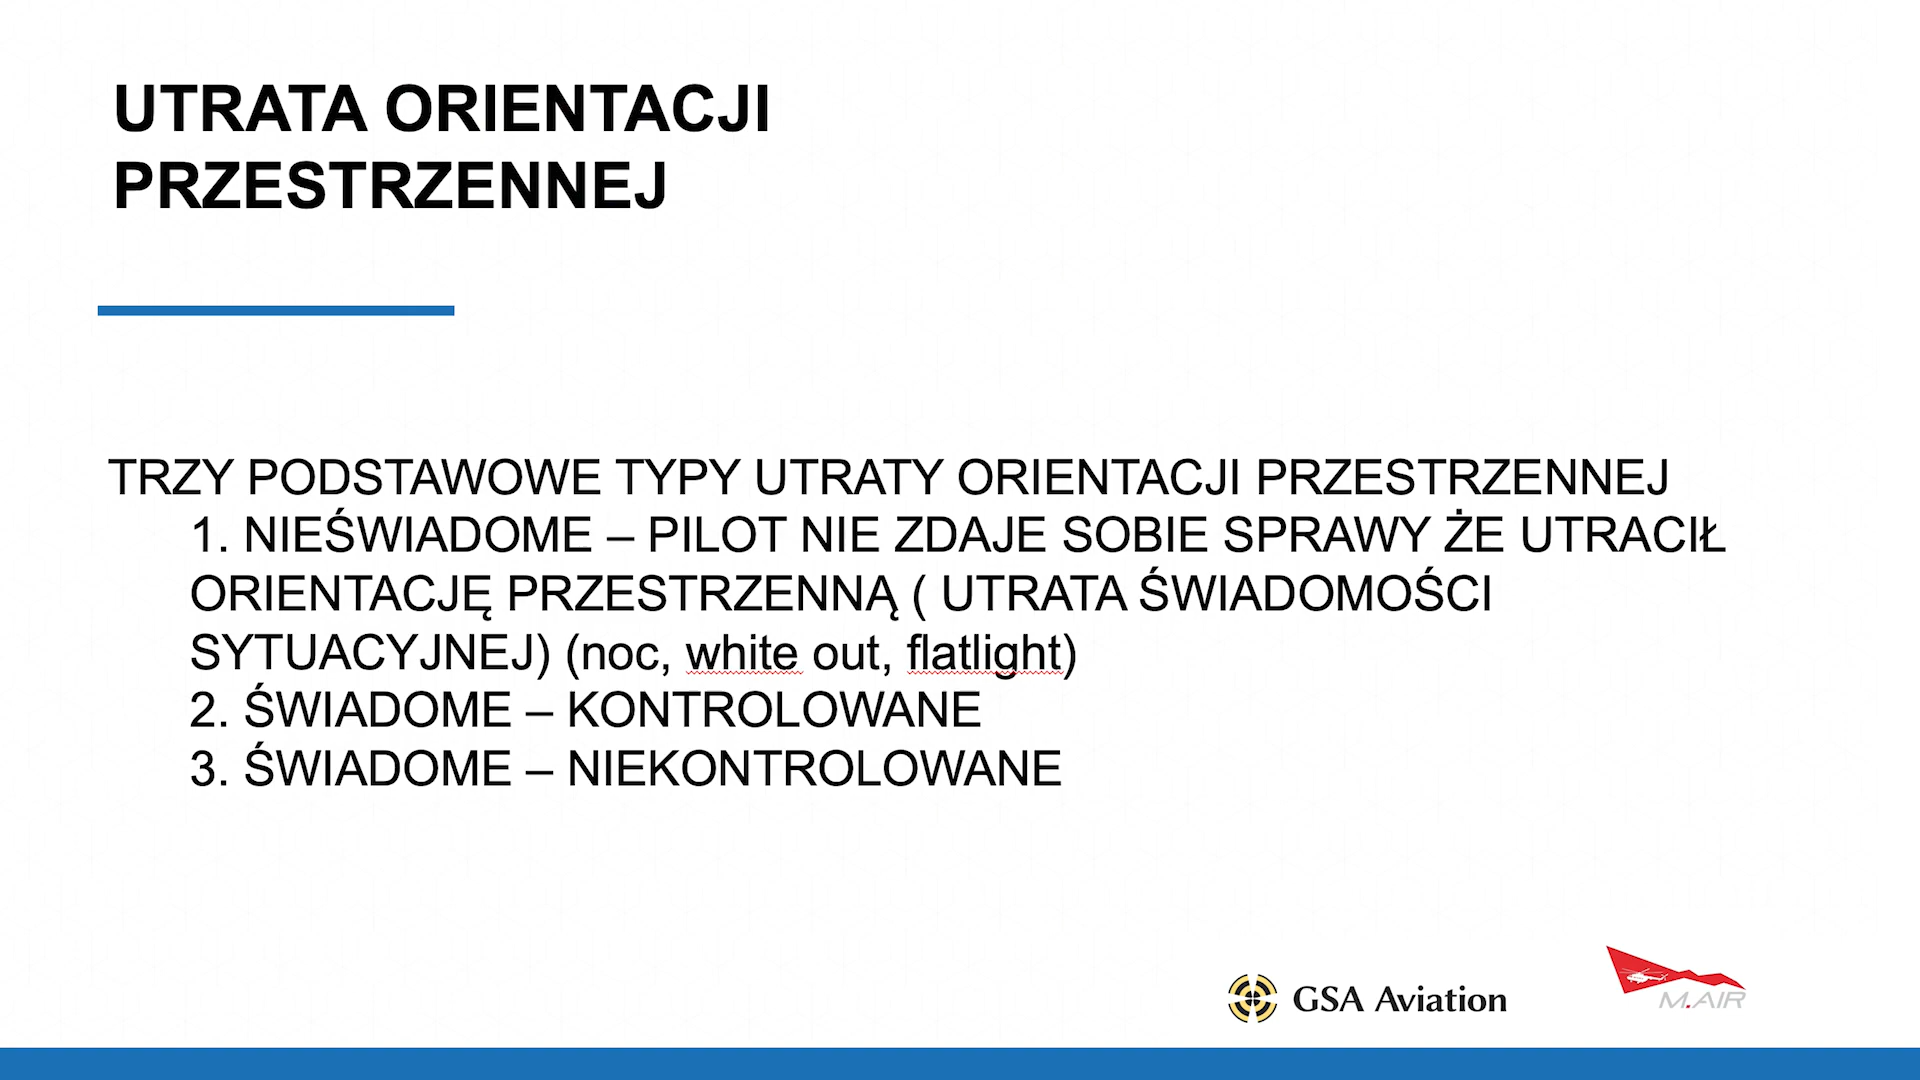 UTRATA ORIENTACJI
PRZESTRZENNEJ
TRZY PODSTAWOWE TYPY UTRATY ORIENTACJI PRZESTRZENNEJ
1. NIEŚWIADOME – PILOT NIE ZDAJE SOBIE SPRAWY ŻE UTRACIŁ
ORIENTACJĘ PRZESTRZENNĄ ( UTRATA ŚWIADOMOŚCI
SYTUACYJNEJ) (noc, white out, flatlight)
2. ŚWIADOME – KONTROLOWANE
3. ŚWIADOME – NIEKONTROLOWANE
GSA Aviation
M.AIR